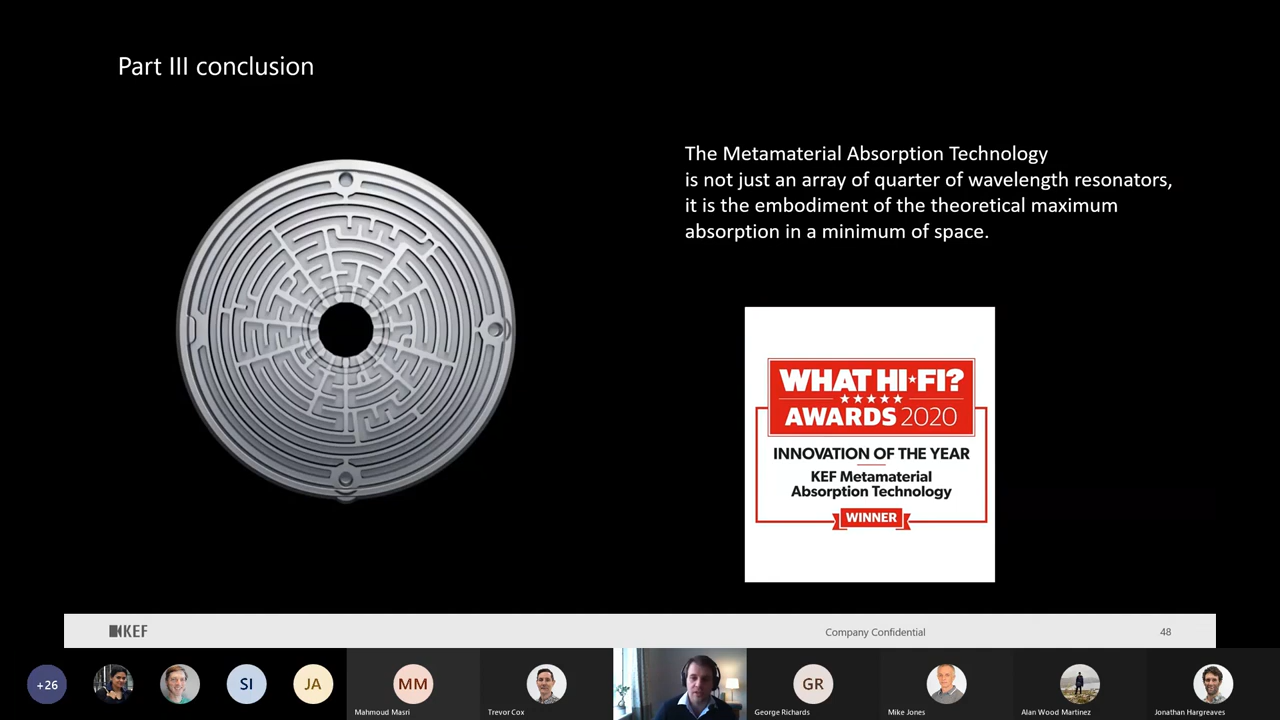 Part III conclusion
The Metamaterial Absorption Technology
is not just an array of quarter of wavelength resonators,
it is the embodiment of the theoretical maximum
absorption in a minimum of space.
WHAT HI★FI?
★★★★★
AWARDS 2020
INNOVATION OF THE YEAR
KEF Metamaterial
Absorption Technology
WINNER
KEF
Company Confidential
48
+26
SI
JA
MM
Mahmoud Masri
Trevor Cox
GR
George Richards
Mike Jones
Alan Wood Martinez
Jonathan Hargreaves